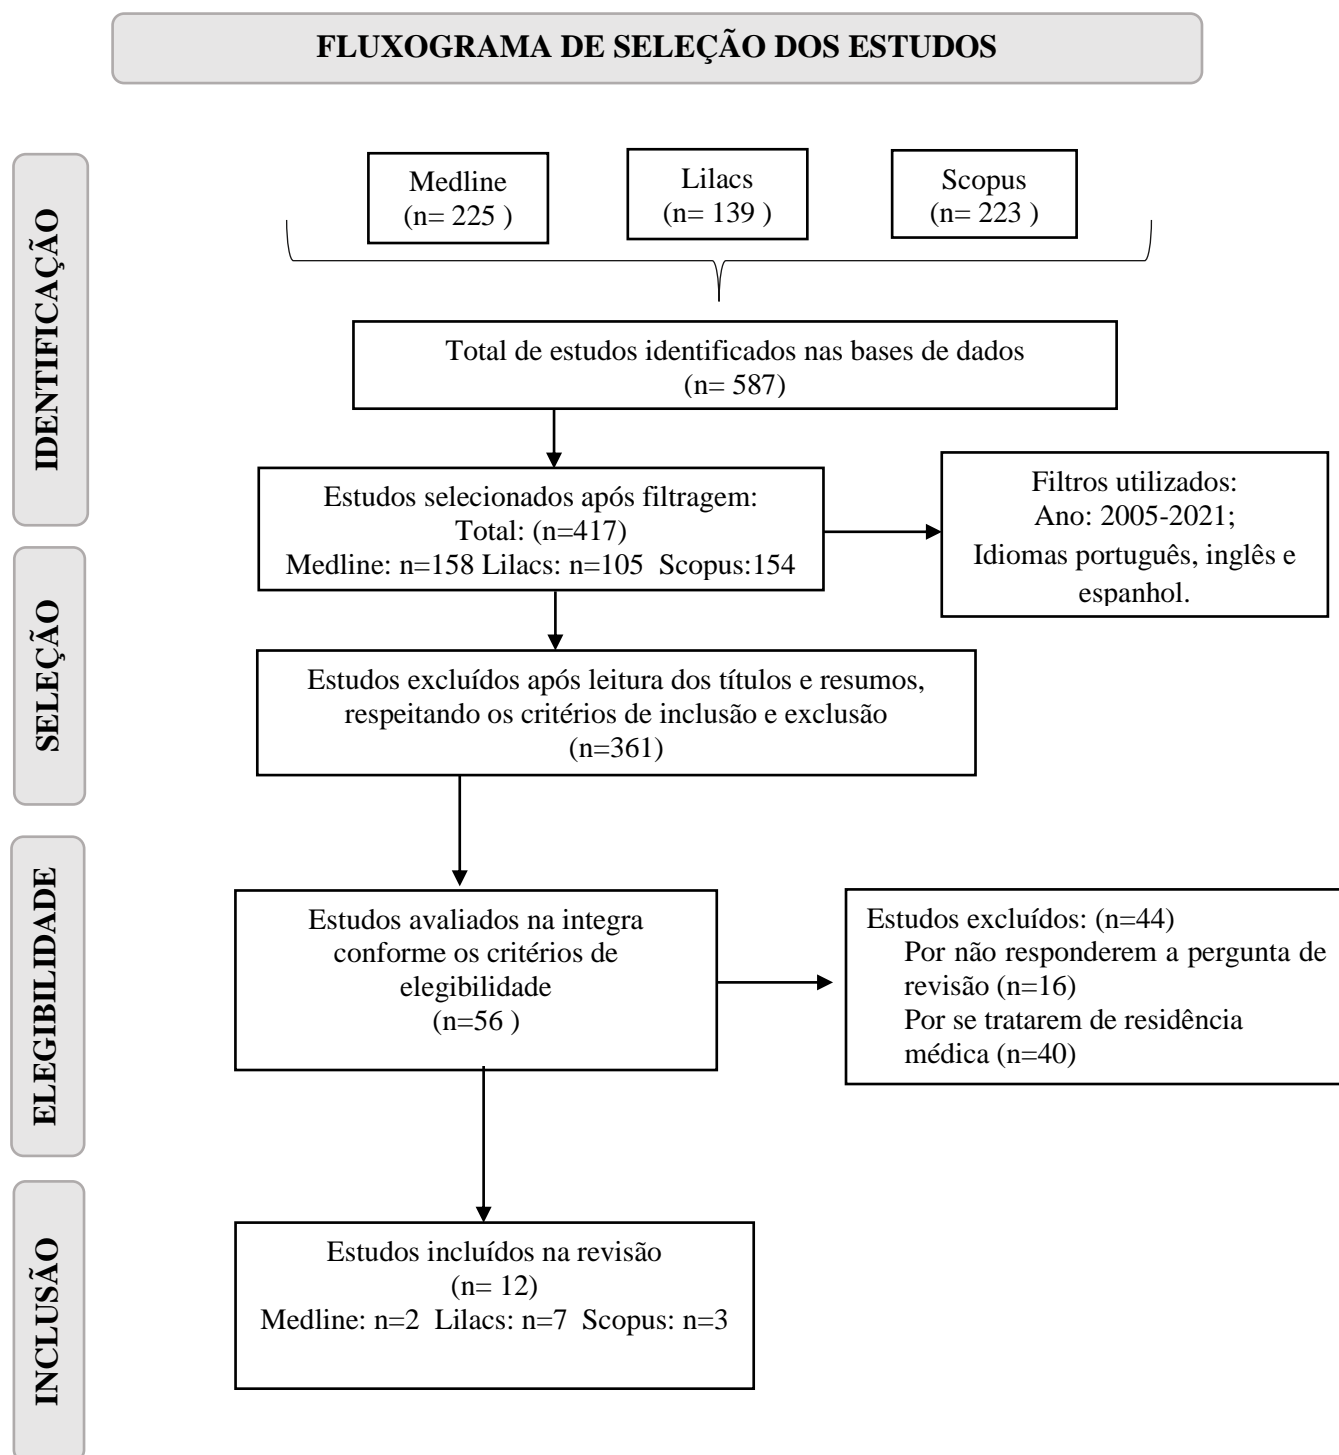 FLUXOGRAMA DE SELEÇÃO DOS ESTUDOS
IDENTIFICAÇÃO
Medline
(n= 225 )
Lilacs
(n= 139 )
Scopus
(n= 223 )
Total de estudos identificados nas bases de dados
(n= 587)
Estudos selecionados após filtragem:
Total: (n=417)
Medline: n=158 Lilacs: n=105 Scopus:154
Filtros utilizados:
Ano: 2005-2021;
Idiomas português, inglês e
espanhol.
SELEÇÃO
Estudos excluídos após leitura dos títulos e resumos,
respeitando os critérios de inclusão e exclusão
(n=361)
ELEGIBILIDADE
Estudos avaliados na integra
conforme os critérios de
elegibilidade
(n=56 )
Estudos excluídos: (n=44)
Por não responderem a pergunta de
revisão (n=16)
Por se tratarem de residência
médica (n=40)
INCLUSÃO
Estudos incluídos na revisão
(n= 12)
Medline: n=2 Lilacs: n=7 Scopus: n=3